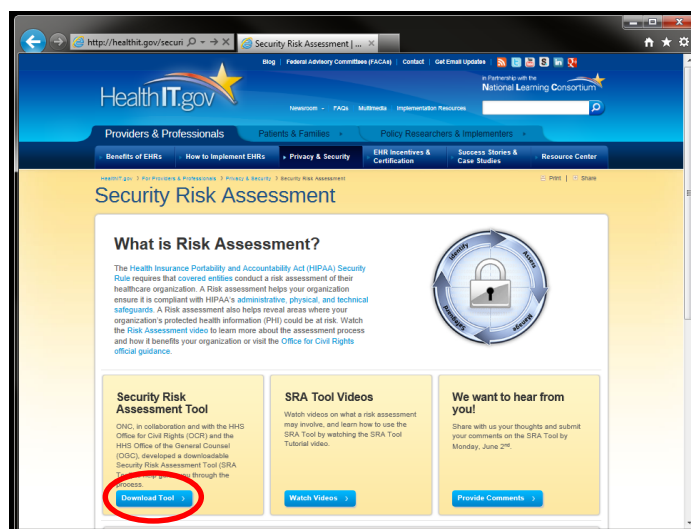 http://healthit.gov/securi
Security Risk Assessment | ...
Blog | Federal Advisory Committees (FACAs) | Contact | Get Email Updates
in Partnership with the
National Learning Consortium
HealthIT.gov
Newsroom FAQs Multimedia Implementation Resources
Providers & Professionals Patients & Families Policy Researchers & Implementers
Benefits of EHRs How to Implement EHRs Privacy & Security EHR Incentives & Certification Success Stories & Case Studies Resource Center
HealthIT.gov > For Providers & Professionals > Privacy & Security > Security Risk Assessment
Print | Share
Security Risk Assessment
What is Risk Assessment?
The Health Insurance Portability and Accountability Act (HIPAA) Security
Rule requires that covered entities conduct a risk assessment of their
healthcare organization. A Risk assessment helps your organization
ensure it is compliant with HIPAA's administrative, physical, and technical
safeguards. A Risk assessment also helps reveal areas where your
organization's protected health information (PHI) could be at risk. Watch
the Risk Assessment video to learn more about the assessment process
and how it benefits your organization or visit the Office for Civil Rights
official guidance.
Identify
Assess
Manage
Safeguard
Security Risk
Assessment Tool
ONC, in collaboration and with the HHS
Office for Civil Rights (OCR) and the
HHS Office of the General Counsel
(OGC), developed a downloadable
Security Risk Assessment Tool (SRA
you through the
process.
Download Tool
SRA Tool Videos
Watch videos on what a risk assessment
may involve, and learn how to use the
SRA Tool by watching the SRA Tool
Tutorial video.
Watch Videos
We want to hear from
you!
Share with us your thoughts and submit
your comments on the SRA Tool by
Monday, June 2nd.
Provide Comments